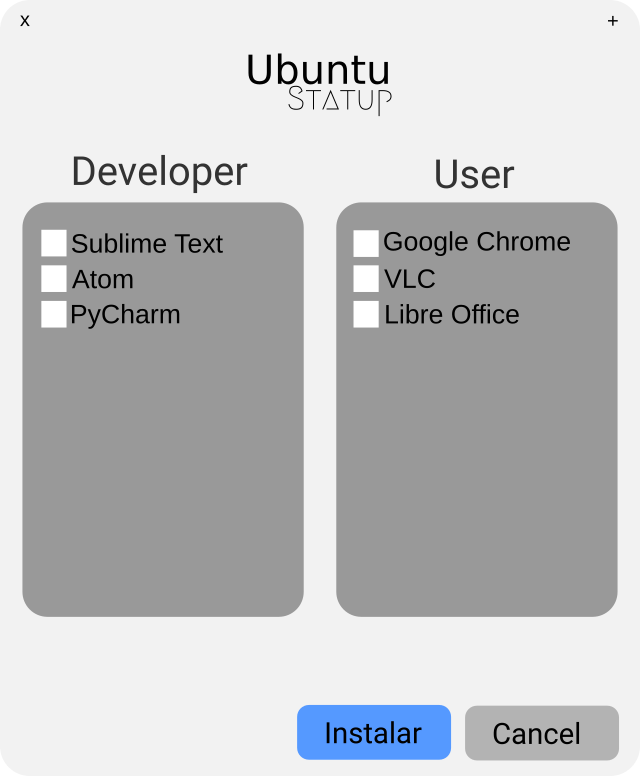 x +
Ubuntu
STATUP
Developer
Sublime Text
Atom
PyCharm
User
Google Chrome
VLC
Libre Office
Instalar
Cancel